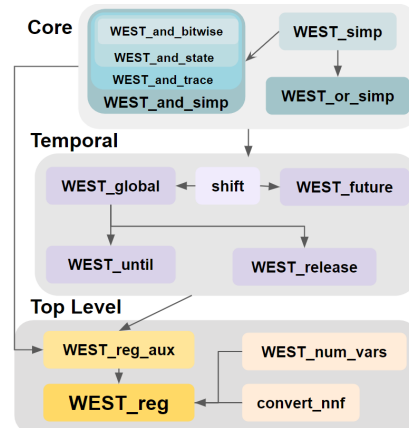 Core
WEST_and_bitwise
WEST_and_state
WEST_and_trace
WEST_and_simp
WEST_simp
WEST_or_simp
Temporal
WEST_global
shift
WEST_future
WEST_until
WEST_release
Top Level
WEST_reg_aux
WEST_num_vars
WEST_reg
convert_nnf